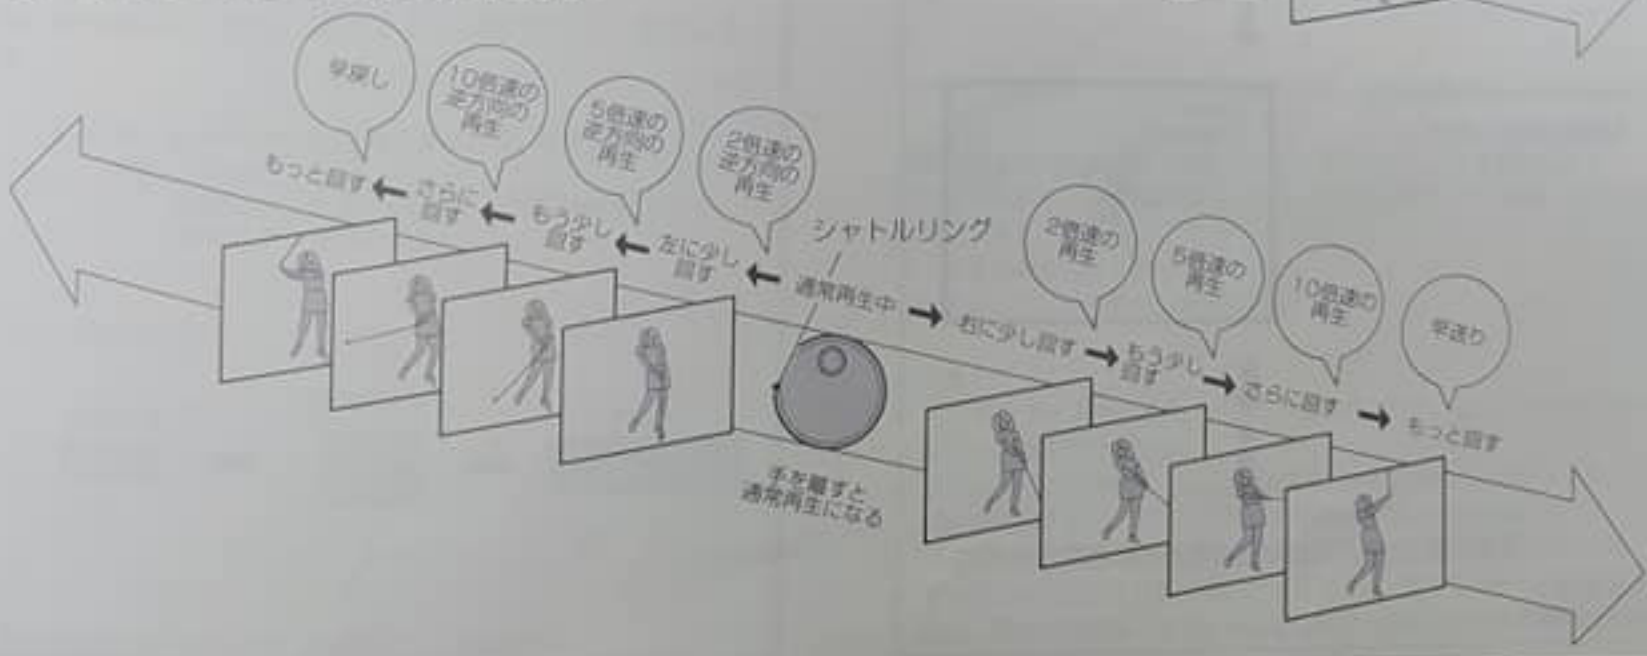 早戻し
10倍速の
逆方向の
再生
5倍速の
逆方向の
再生
2倍速の
逆方向の
再生
シャトルリング
2倍速の
再生
5倍速の
再生
10倍速の
再生
早送り
もっと回す
さらに
回す
もう少し
回す
左に少し
回す
通常再生中
右に少し回す
もう少し
回す
さらに回す
もっと回す
手を離すと
通常再生になる